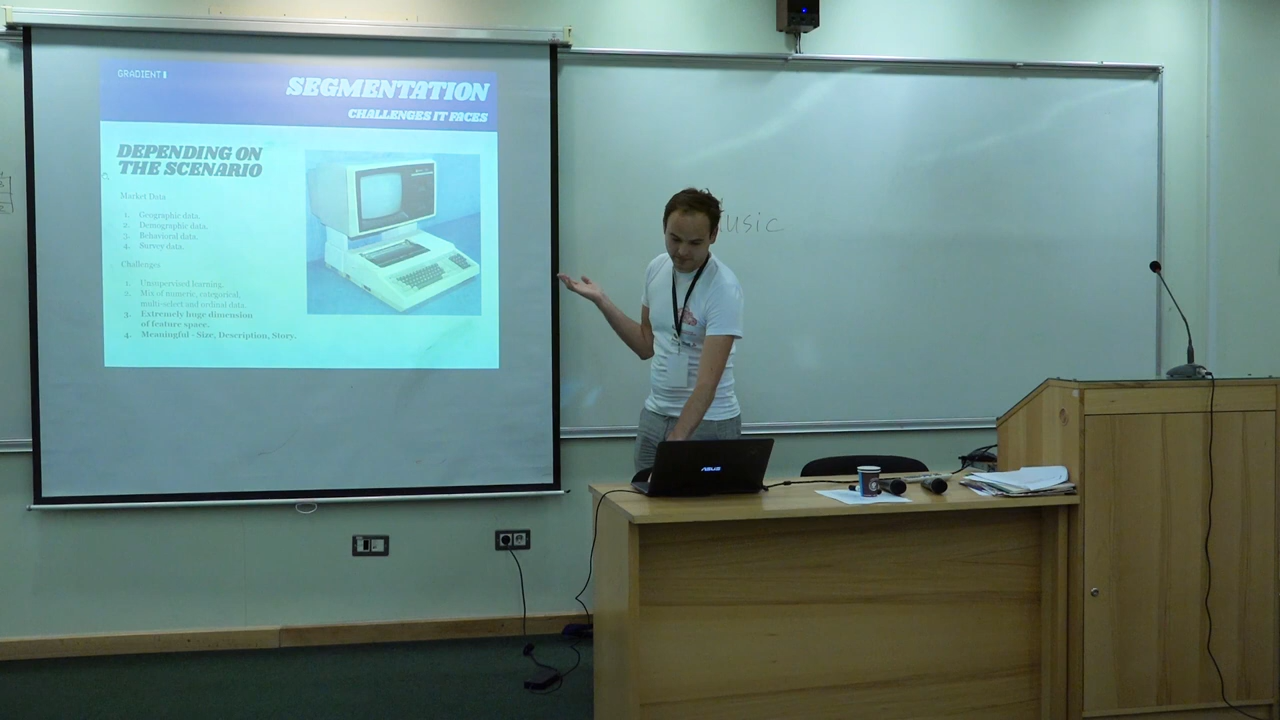 GRADIENT
SEGMENTATION
CHALLENGES IT FACES
DEPENDING ON
THE SCENARIO
Market Data
1. Geographic data.
2. Demographic data.
3. Behavioral data.
4. Survey data.
Challenges
1. Unsupervised learning.
2. Mix of numeric, categorical,
multi-select and ordinal data.
3. Extremely huge dimension
of feature space.
4. Meaningful - Size, Description, Story.
usic
ASUS